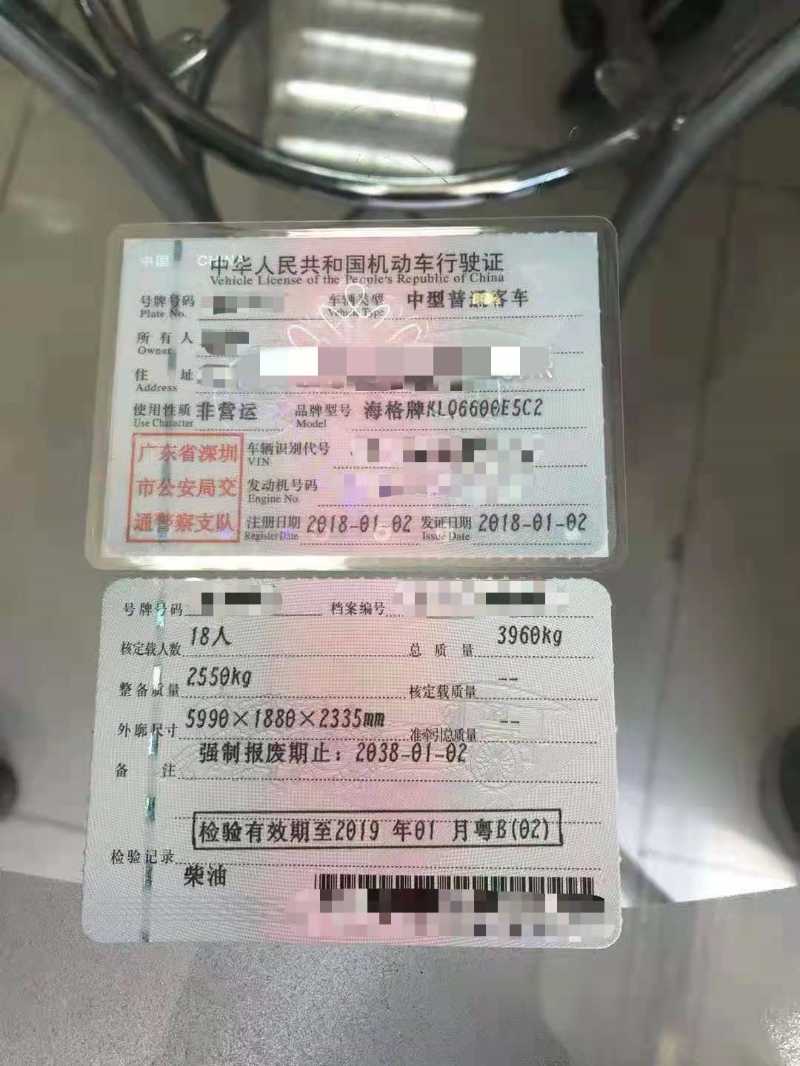 中国 CHINA
中华人民共和国机动车行驶证
Vehicle License of the People's Republic of China
号牌号码 车辆类型 中型普通客车
Plate No. Vehicle Type
所有人
Owner
住址
Address
使用性质 非营运 品牌型号 海格牌KLQ6600E5C2
Use Character Model
广东省深圳 车辆识别代号
VIN
市公安局交 发动机号码
Engine No.
通警察支队 注册日期 2018-01-02 发证日期 2018-01-02
Register Date Issue Date
号牌号码 档案编号
核定载人数 18人 总质量 3960kg
整备质量 2550kg 核定载质量 --
外廓尺寸 5990×1880×2335mm 准牵引总质量 --
备注 强制报废期止：2038-01-02
检验有效期至2019 年01 月粤B(02)
检验记录
柴油